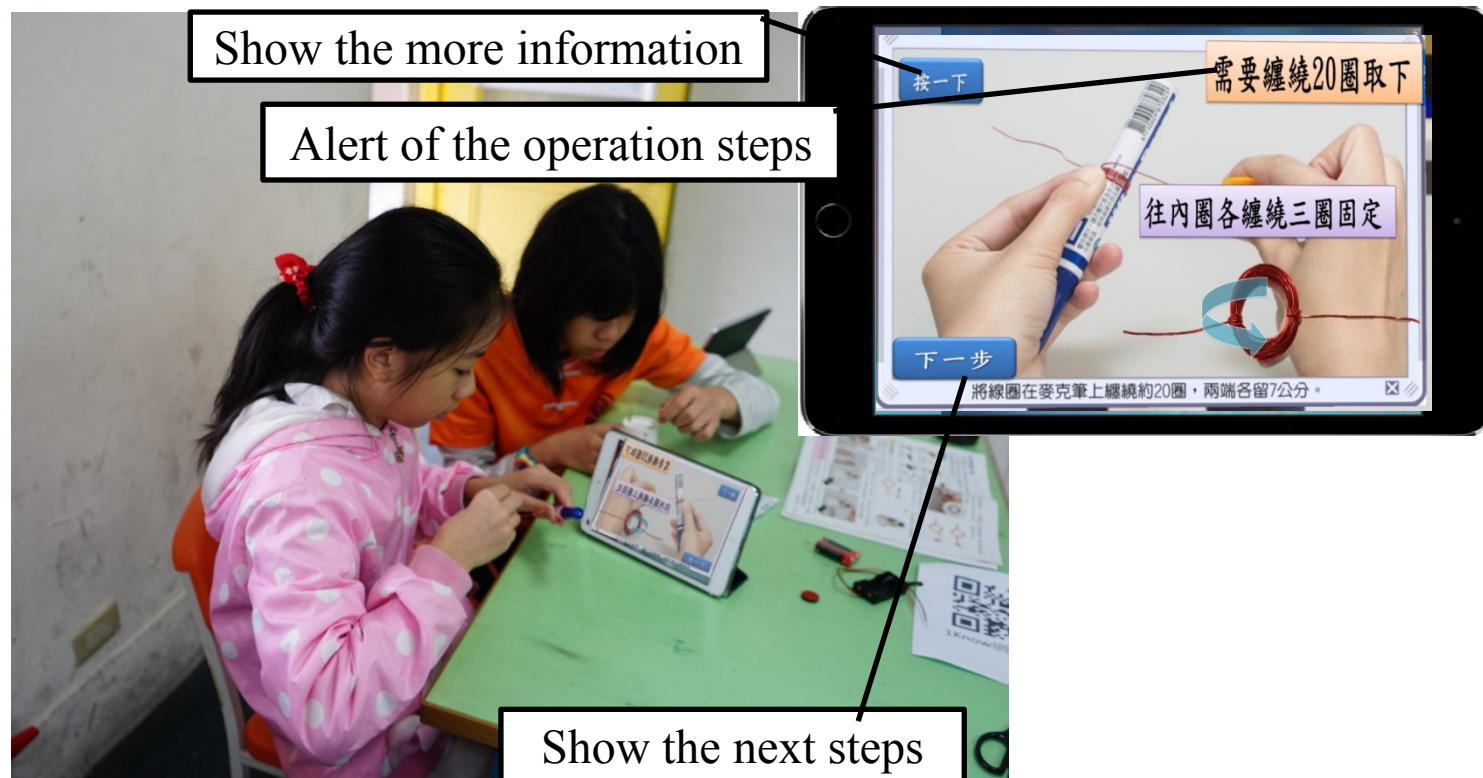 Show the more information
Alert of the operation steps
按一下
需要纏繞20圈取下
往內圈各纏繞三圈固定
下一步
將線圈在麥克筆上纏繞約20圈，兩端各留7公分。
iKnow
Show the next steps